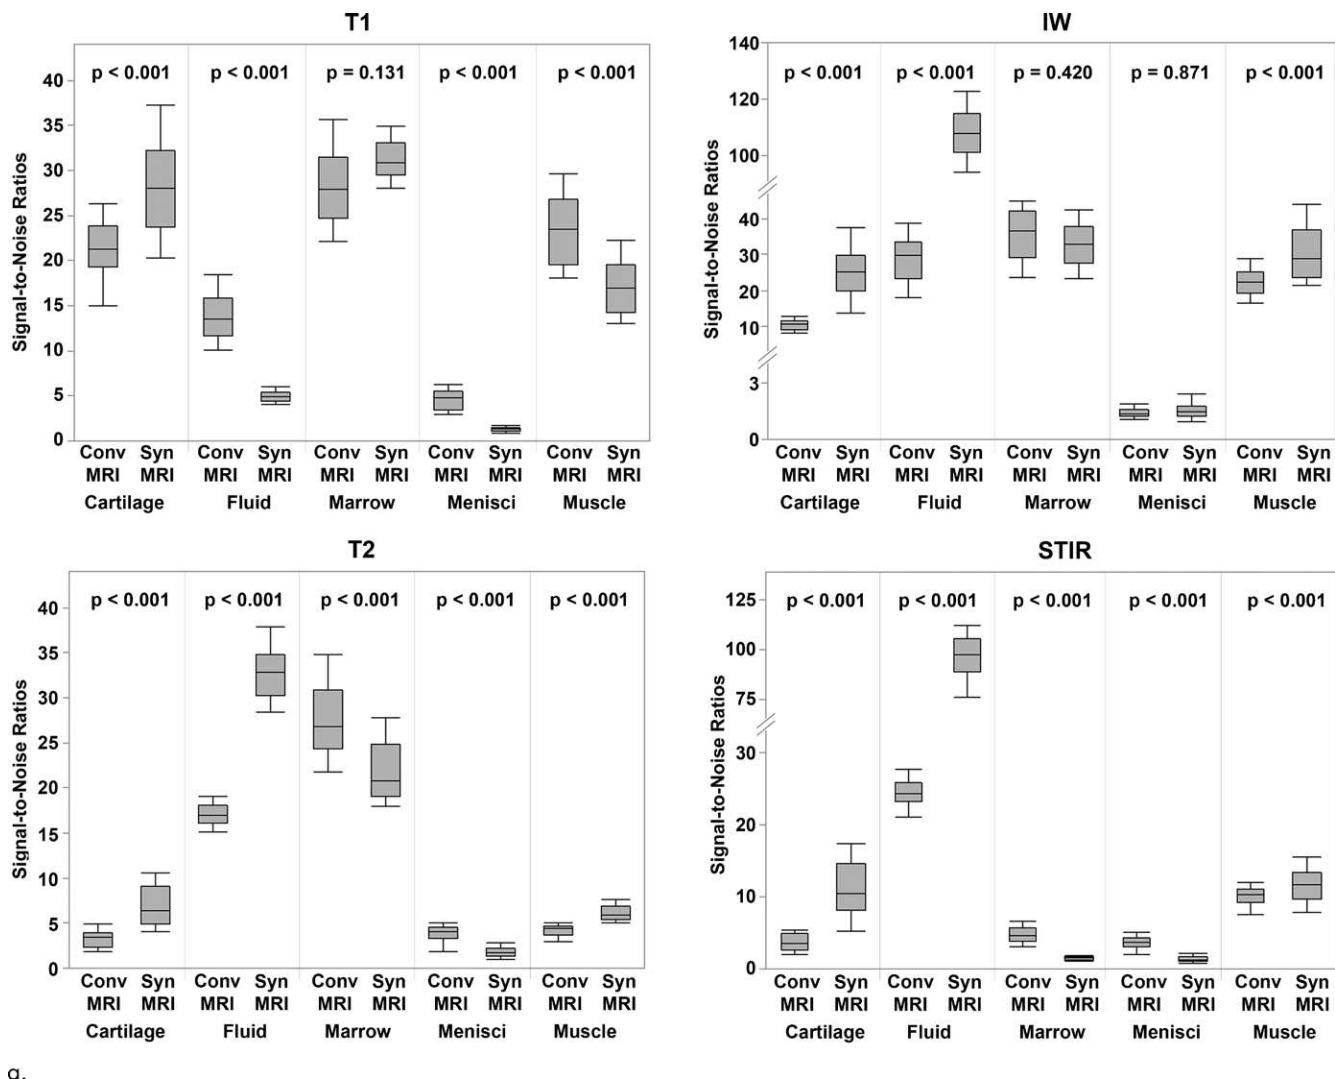 T1
Signal-to-Noise Ratios
40
35
30
25
20
15
10
5
0
p < 0.001 p < 0.001 p = 0.131 p < 0.001 p < 0.001
Conv Syn Conv Syn Conv Syn Conv Syn Conv Syn
MRI MRI MRI MRI MRI MRI MRI MRI MRI MRI
Cartilage Fluid Marrow Menisci Muscle
IW
Signal-to-Noise Ratios
140
120
100
40
30
20
10
3
0
p < 0.001 p < 0.001 p = 0.420 p = 0.871 p < 0.001
Conv Syn Conv Syn Conv Syn Conv Syn Conv Syn
MRI MRI MRI MRI MRI MRI MRI MRI MRI MRI
Cartilage Fluid Marrow Menisci Muscle
T2
Signal-to-Noise Ratios
40
35
30
25
20
15
10
5
0
p < 0.001 p < 0.001 p < 0.001 p < 0.001 p < 0.001
Conv Syn Conv Syn Conv Syn Conv Syn Conv Syn
MRI MRI MRI MRI MRI MRI MRI MRI MRI MRI
Cartilage Fluid Marrow Menisci Muscle
STIR
Signal-to-Noise Ratios
125
100
75
30
20
10
0
p < 0.001 p < 0.001 p < 0.001 p < 0.001 p < 0.001
Conv Syn Conv Syn Conv Syn Conv Syn Conv Syn
MRI MRI MRI MRI MRI MRI MRI MRI MRI MRI
Cartilage Fluid Marrow Menisci Muscle